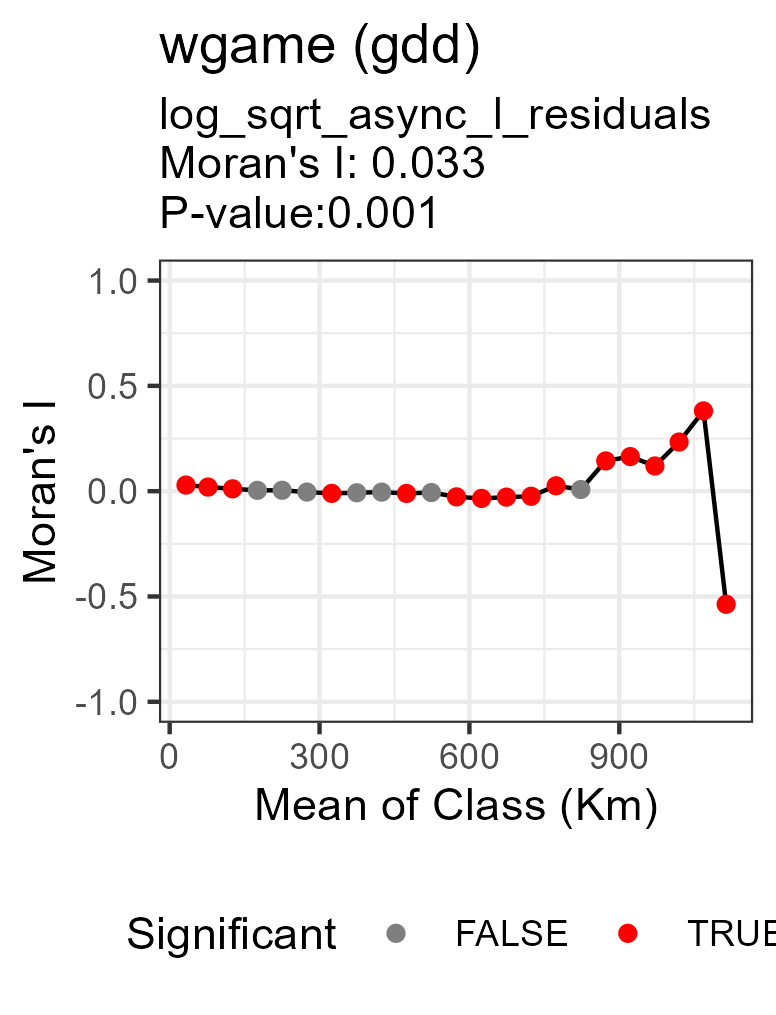 wgame (gdd)
log_sqrt_async_l_residuals
Moran's I: 0.033
P-value:0.001
1.0
0.5
0.0
-0.5
-1.0
Moran's I
0 300 600 900
Mean of Class (Km)
Significant FALSE TRUE